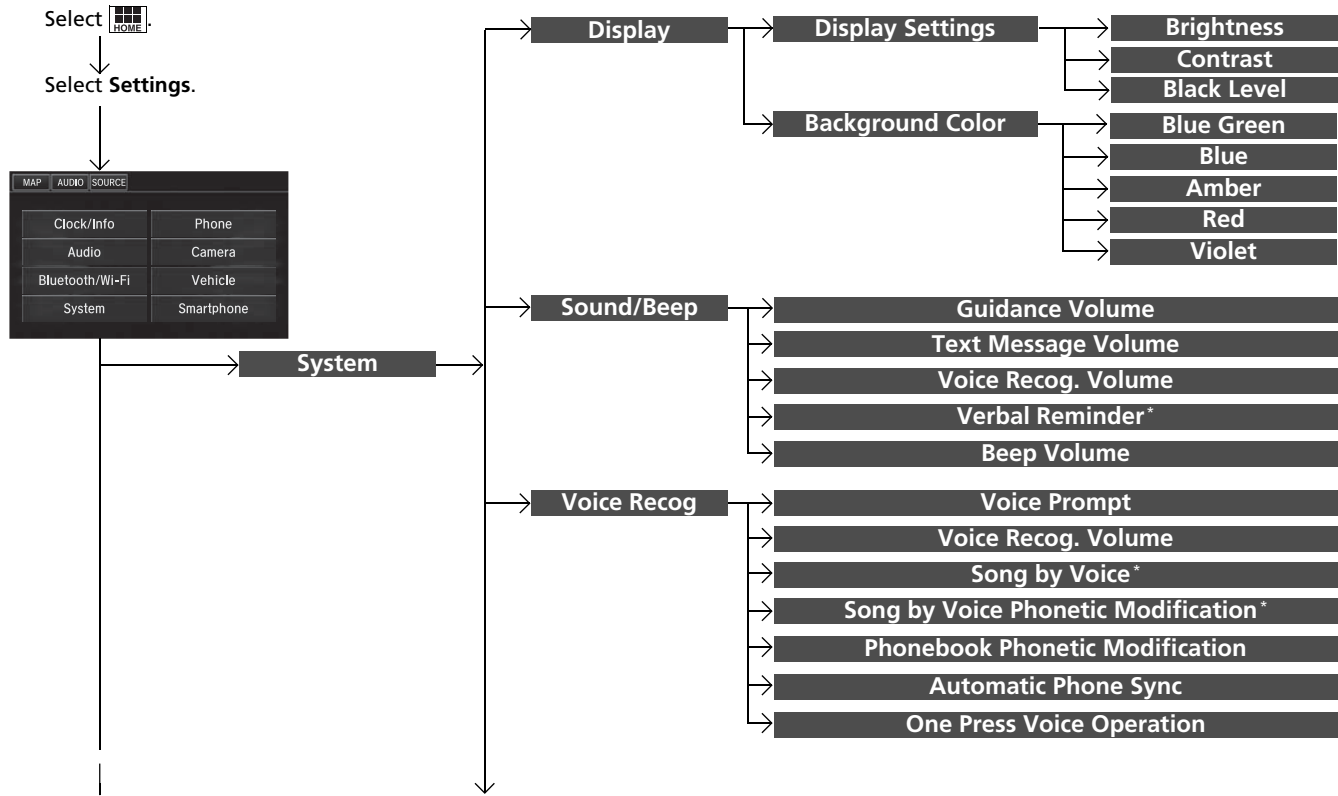 Select HOME.
Select Settings.
MAP AUDIO SOURCE
Clock/Info Phone
Audio Camera
Bluetooth/Wi-Fi Vehicle
System Smartphone
System
Display
Display Settings
Brightness
Contrast
Black Level
Background Color
Blue Green
Blue
Amber
Red
Violet
Sound/Beep
Guidance Volume
Text Message Volume
Voice Recog. Volume
Verbal Reminder*
Beep Volume
Voice Recog
Voice Prompt
Voice Recog. Volume
Song by Voice*
Song by Voice Phonetic Modification*
Phonebook Phonetic Modification
Automatic Phone Sync
One Press Voice Operation